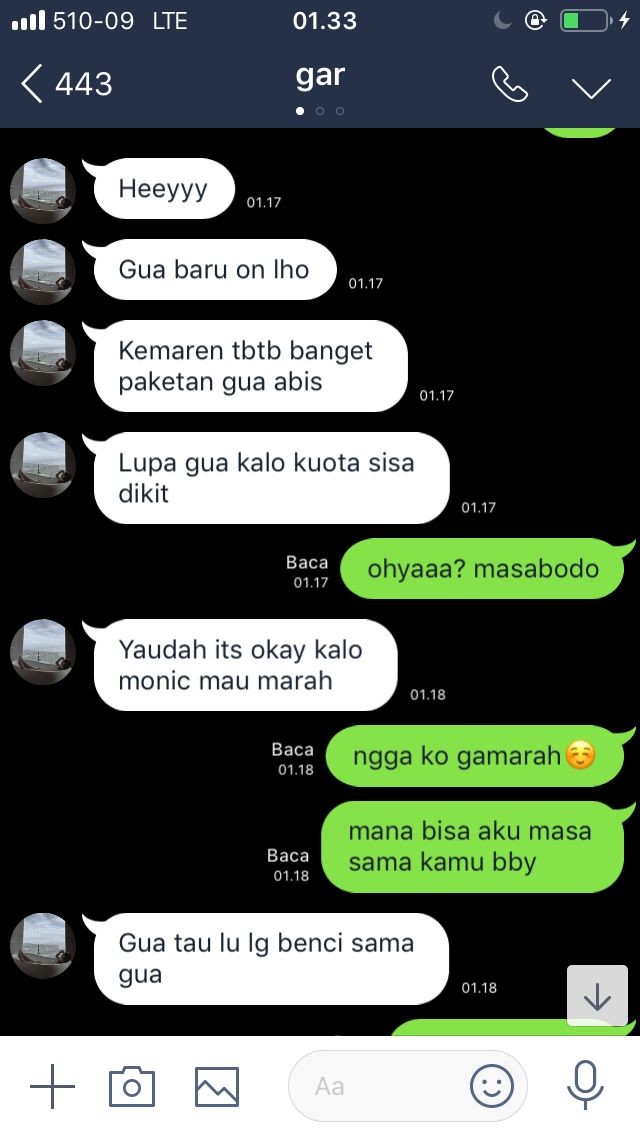 510-09 LTE 01.33
443 gar
Heeyyy
01.17
Gua baru on lho
01.17
Kemaren tbtb banget
paketan gua abis
01.17
Lupa gua kalo kuota sisa
dikit
01.17
Baca
01.17
ohyaaa? masabodo
Yaudah its okay kalo
monic mau marah
01.18
Baca
01.18
ngga ko gamarah☺️
mana bisa aku masa
sama kamu bby
Baca
01.18
Gua tau lu lg benci sama
gua
01.18
Aa